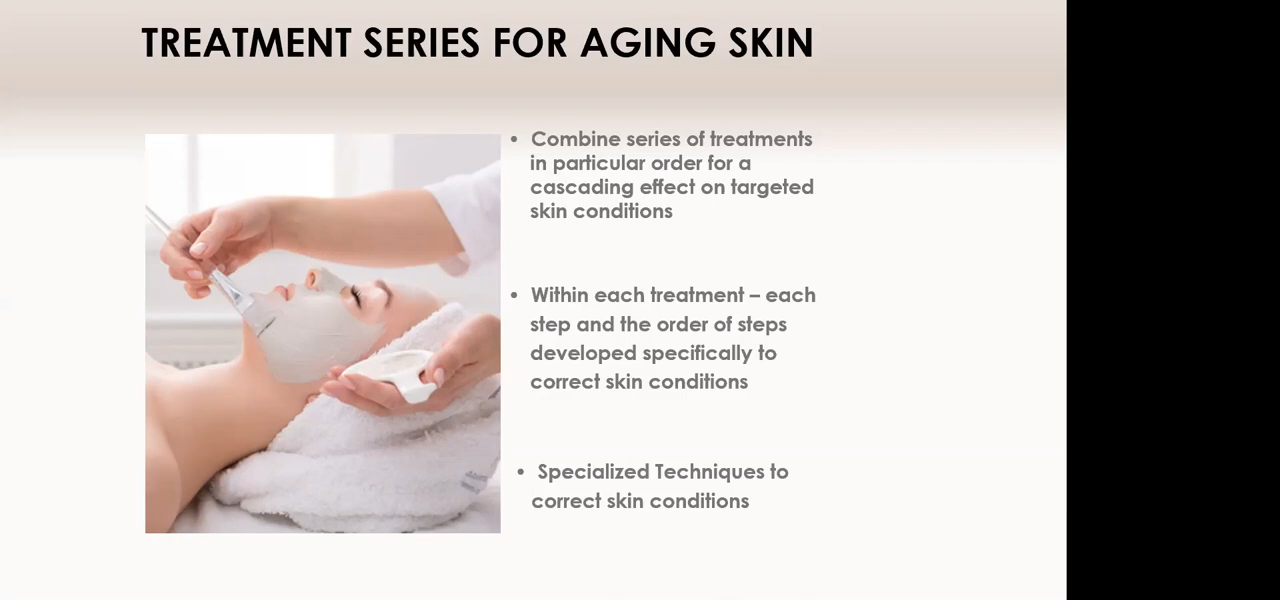 TREATMENT SERIES FOR AGING SKIN
• Combine series of treatments
in particular order for a
cascading effect on targeted
skin conditions
• Within each treatment – each
step and the order of steps
developed specifically to
correct skin conditions
• Specialized Techniques to
correct skin conditions